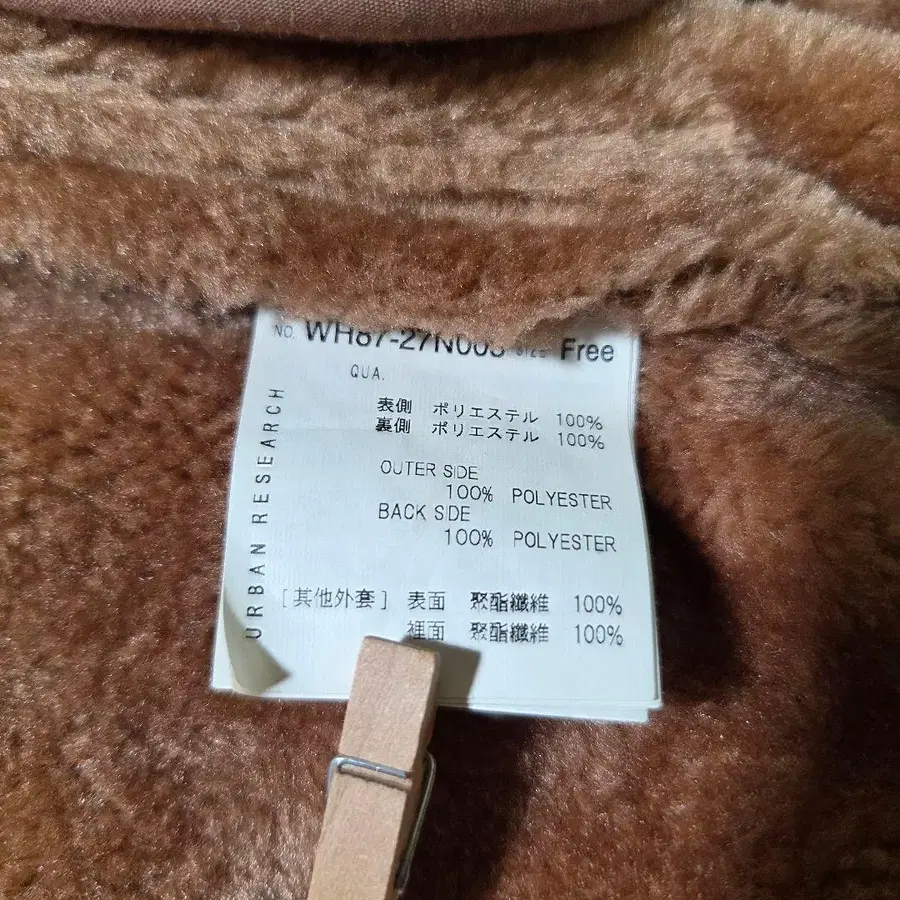 NO. WH87-27N003 SIZE Free
QUA.
表側 ポリエステル 100%
裏側 ポリエステル 100%
OUTER SIDE
100% POLYESTER
BACK SIDE
100% POLYESTER
[其他外套] 表面 聚酯纖維 100%
裡面 聚酯纖維 100%
URBAN RESEARCH